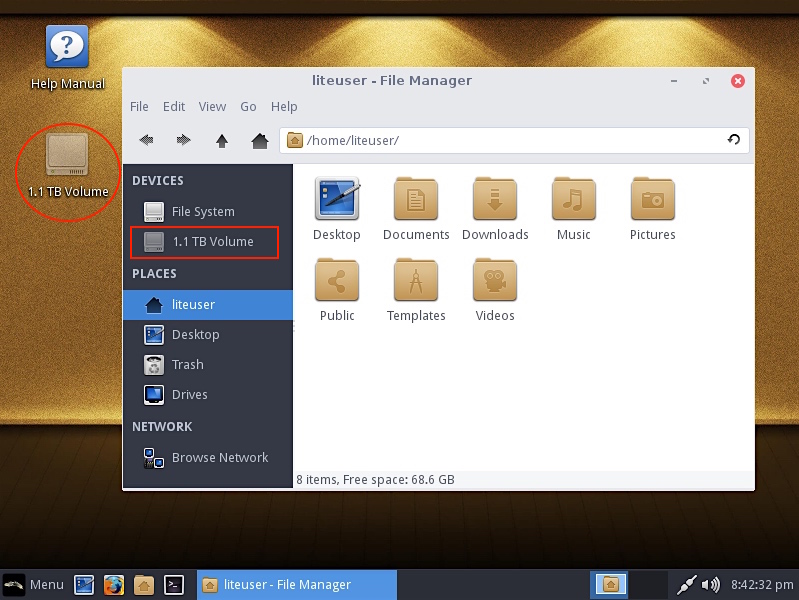 Help Manual
1.1 TB Volume
liteuser - File Manager
File Edit View Go Help
/home/liteuser/
DEVICES
File System
1.1 TB Volume
PLACES
liteuser
Desktop
Trash
Drives
NETWORK
Browse Network
Desktop Documents Downloads Music Pictures
Public Templates Videos
8 items, Free space: 68.6 GB
Menu liteuser - File Manager 8:42:32 pm